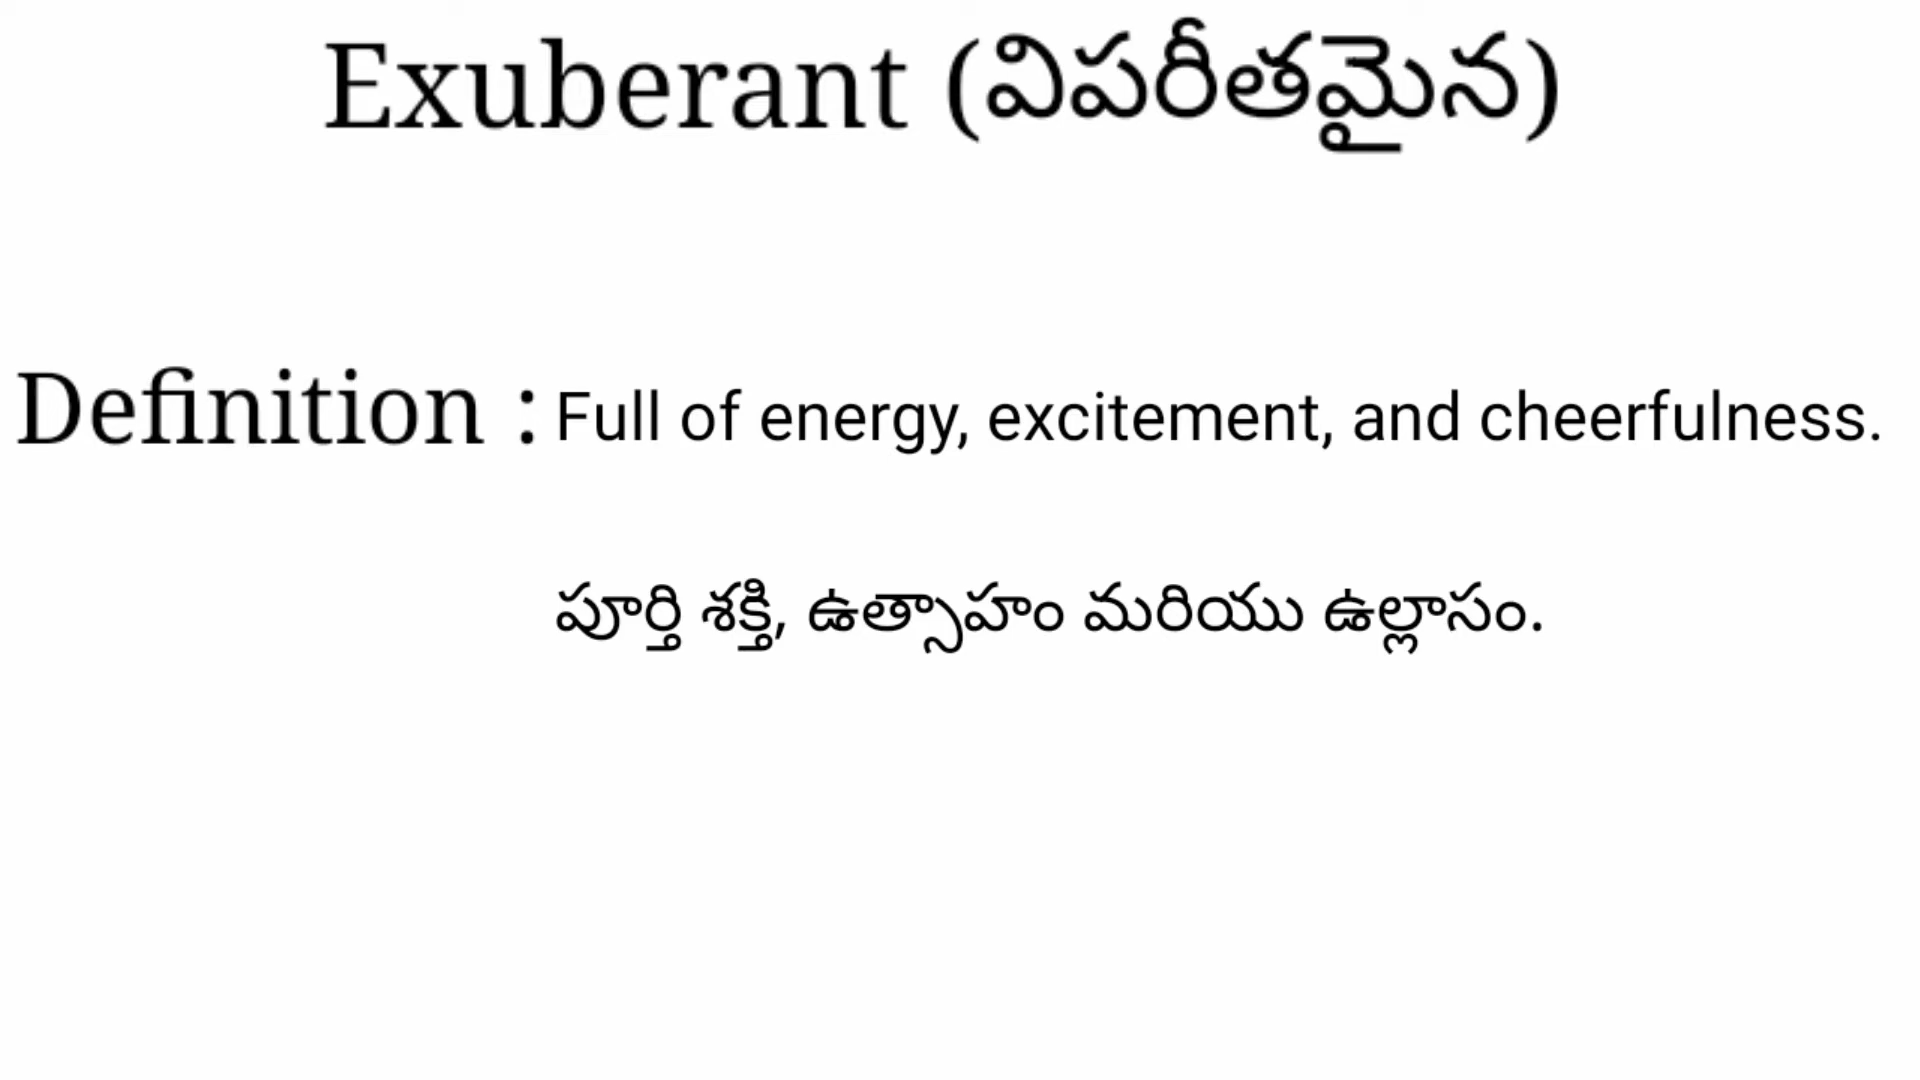 Exuberant (విపరీతమైన)
Definition : Full of energy, excitement, and cheerfulness.
పూర్తి శక్తి, ఉత్సాహం మరియు ఉల్లాసం.